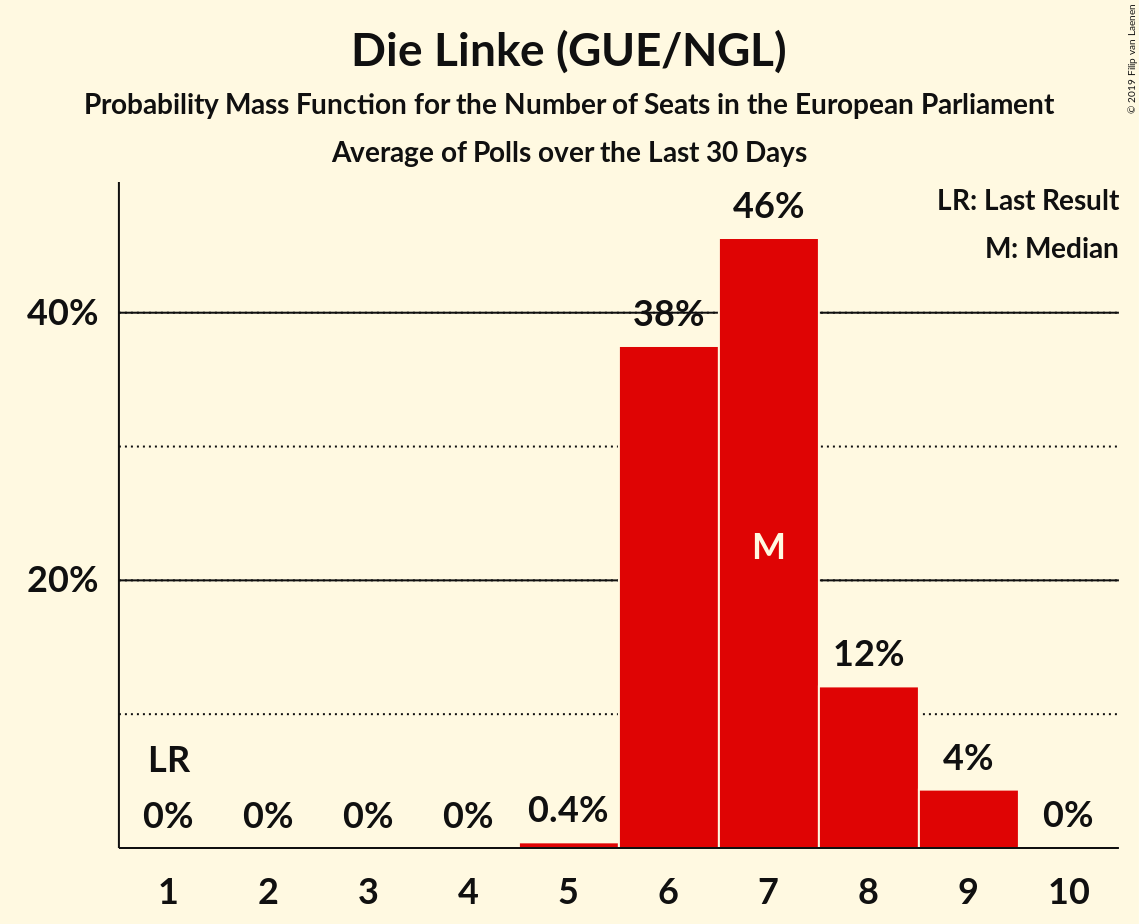 Die Linke (GUE/NGL)
Probability Mass Function for the Number of Seats in the European Parliament
Average of Polls over the Last 30 Days
© 2019 Filip van Laenen
LR: Last Result
M: Median
46%
40%
38%
M
20%
12%
LR
4%
0%
0%
0%
0%
0.4%
0%
1
2
3
4
5
6
7
8
9
10